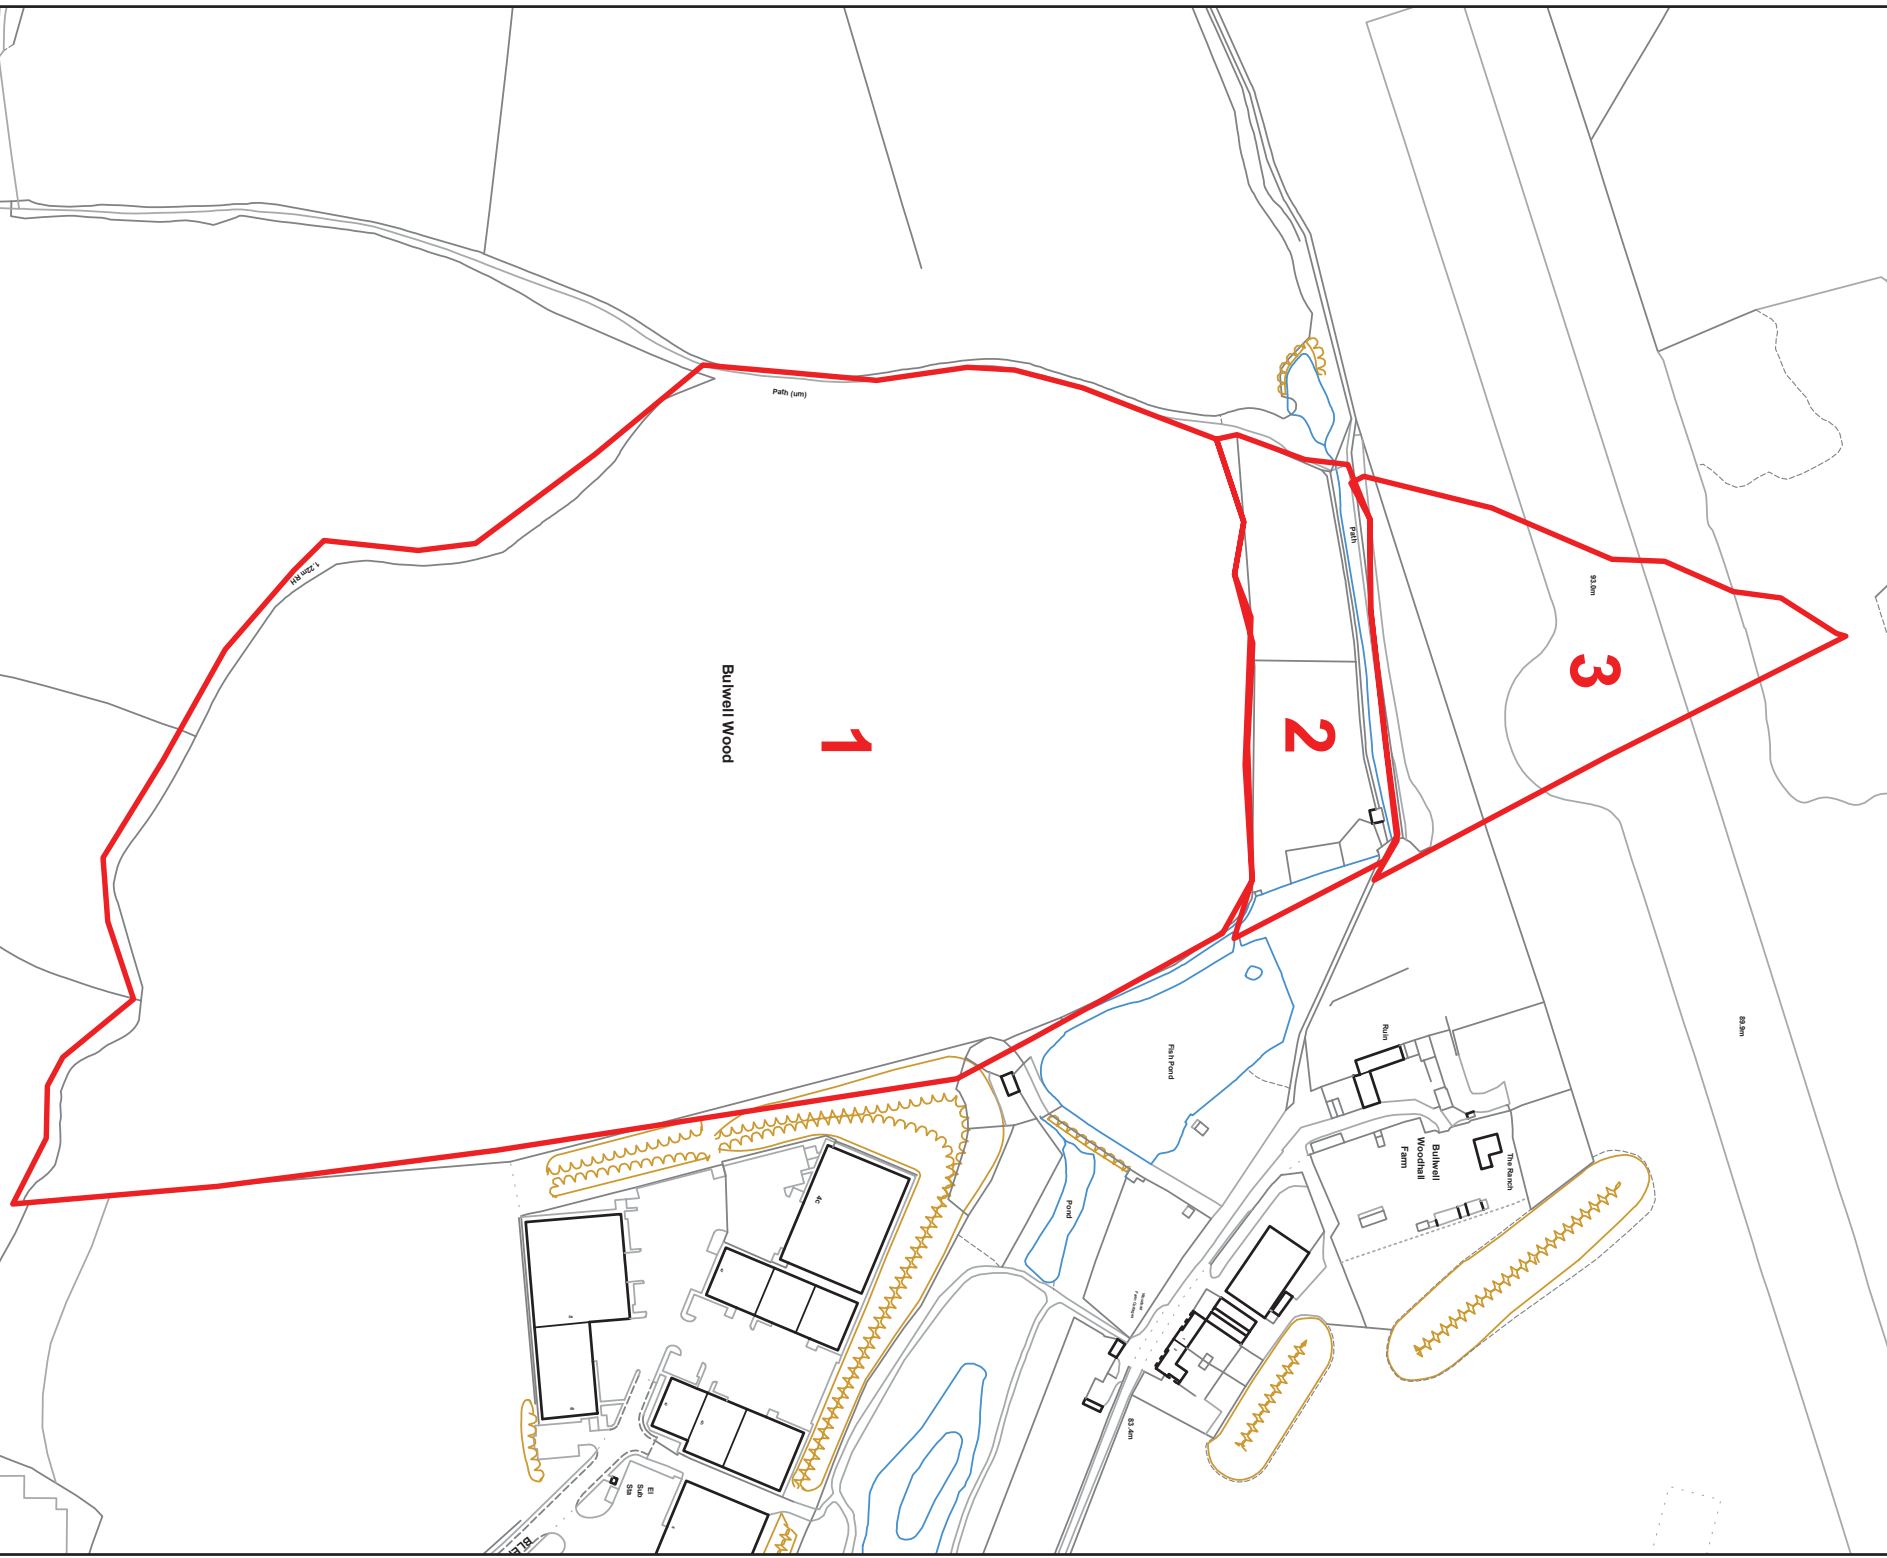 Path (um)
1.22m RH
Bulwell Wood
1
2
3
Path
93.0m
89.9m
Fish Pond
Pond
Ruin
The Ranch
Bulwell
Woodhall
Farm
83.4m
4c
El
Sub
Sta